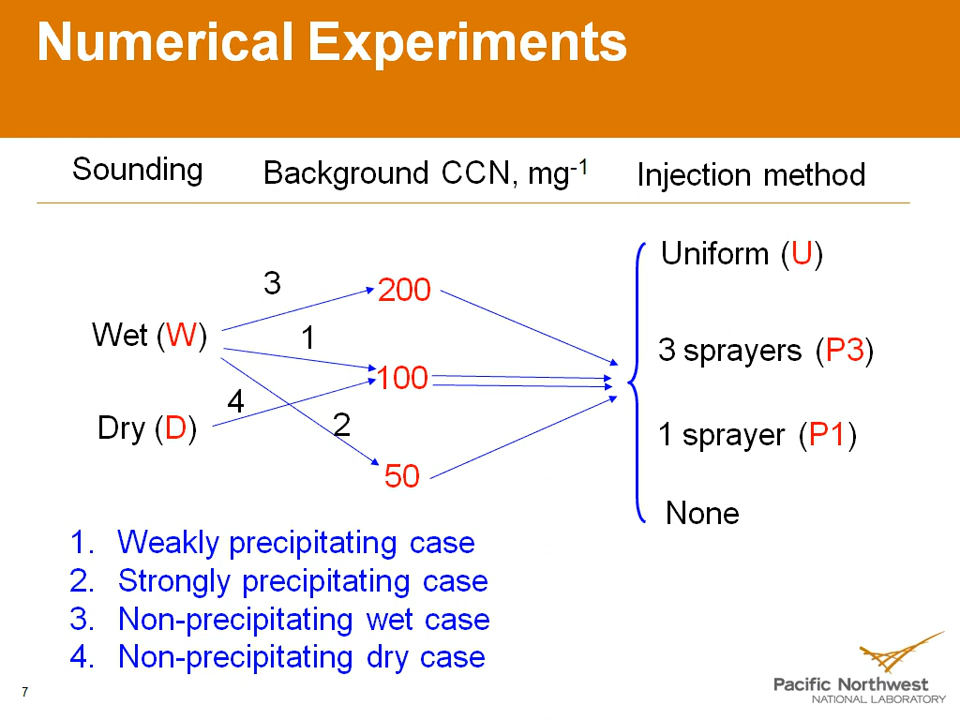 Numerical Experiments
Sounding
Background CCN, mg-1
Injection method
Uniform (U)
3
200
Wet (W)
1
3 sprayers (P3)
100
4
Dry (D)
2
1 sprayer (P1)
50
None
1. Weakly precipitating case
2. Strongly precipitating case
3. Non-precipitating wet case
4. Non-precipitating dry case
7
Pacific Northwest
NATIONAL LABORATORY